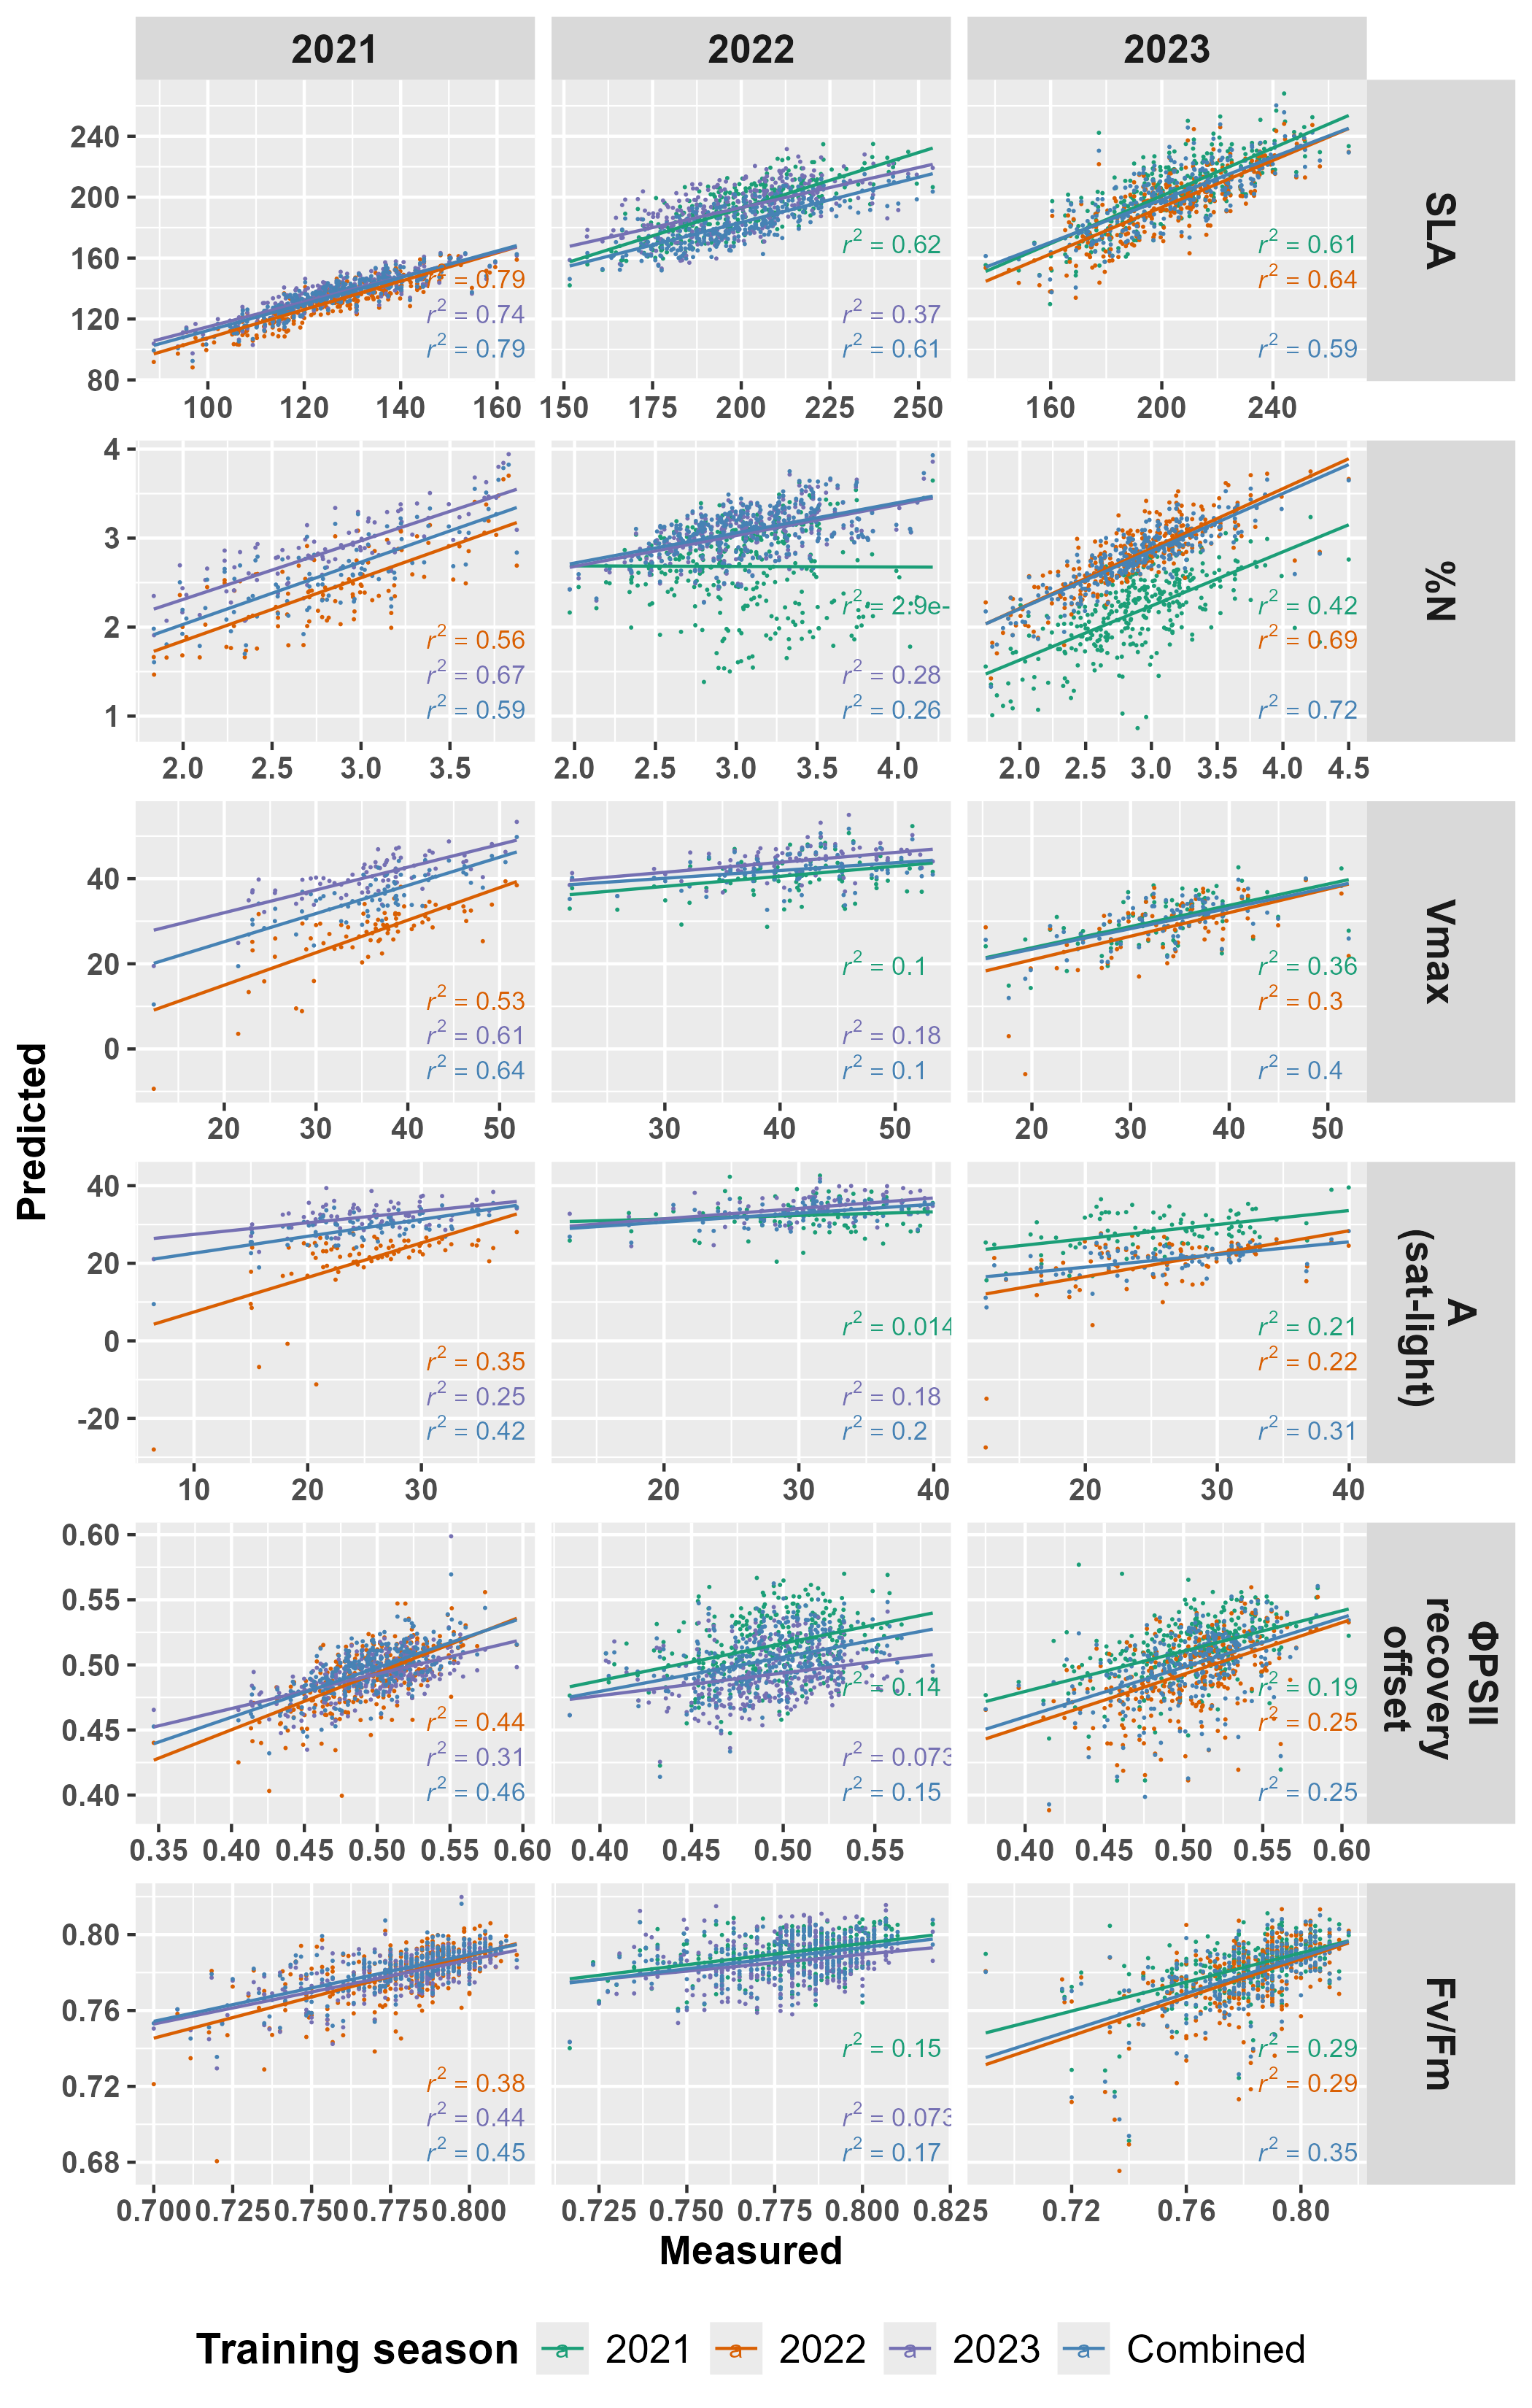 2021 2022 2023
240
200
160
120
80
r² = 0.79
r² = 0.74
r² = 0.79
r² = 0.62
r² = 0.37
r² = 0.61
r² = 0.61
r² = 0.64
r² = 0.59
SLA
100 120 140 160 150 175 200 225 250 160 200 240
4
3
2
1
r² = 0.56
r² = 0.67
r² = 0.59
r² = 2.9e-
r² = 0.28
r² = 0.26
r² = 0.42
r² = 0.69
r² = 0.72
%N
2.0 2.5 3.0 3.5 2.0 2.5 3.0 3.5 4.0 2.0 2.5 3.0 3.5 4.0 4.5
40
20
0
r² = 0.53
r² = 0.61
r² = 0.64
r² = 0.1
r² = 0.18
r² = 0.1
r² = 0.36
r² = 0.3
r² = 0.4
Vmax
20 30 40 50 30 40 50 20 30 40 50
Predicted
40
20
0
-20
r² = 0.35
r² = 0.25
r² = 0.42
r² = 0.014
r² = 0.18
r² = 0.2
r² = 0.21
r² = 0.22
r² = 0.31
A
(sat-light)
10 20 30 20 30 40 20 30 40
0.60
0.55
0.50
0.45
0.40
r² = 0.44
r² = 0.31
r² = 0.46
r² = 0.14
r² = 0.073
r² = 0.15
r² = 0.19
r² = 0.25
r² = 0.25
ΦPSII
recovery
offset
0.35 0.40 0.45 0.50 0.55 0.60 0.40 0.45 0.50 0.55 0.40 0.45 0.50 0.55 0.60
0.80
0.76
0.72
0.68
r² = 0.38
r² = 0.44
r² = 0.45
r² = 0.15
r² = 0.073
r² = 0.17
r² = 0.29
r² = 0.29
r² = 0.35
Fv/Fm
0.700 0.725 0.750 0.775 0.800 0.725 0.750 0.775 0.800 0.825 0.72 0.76 0.80
Measured
Training season a 2021 a 2022 a 2023 a Combined